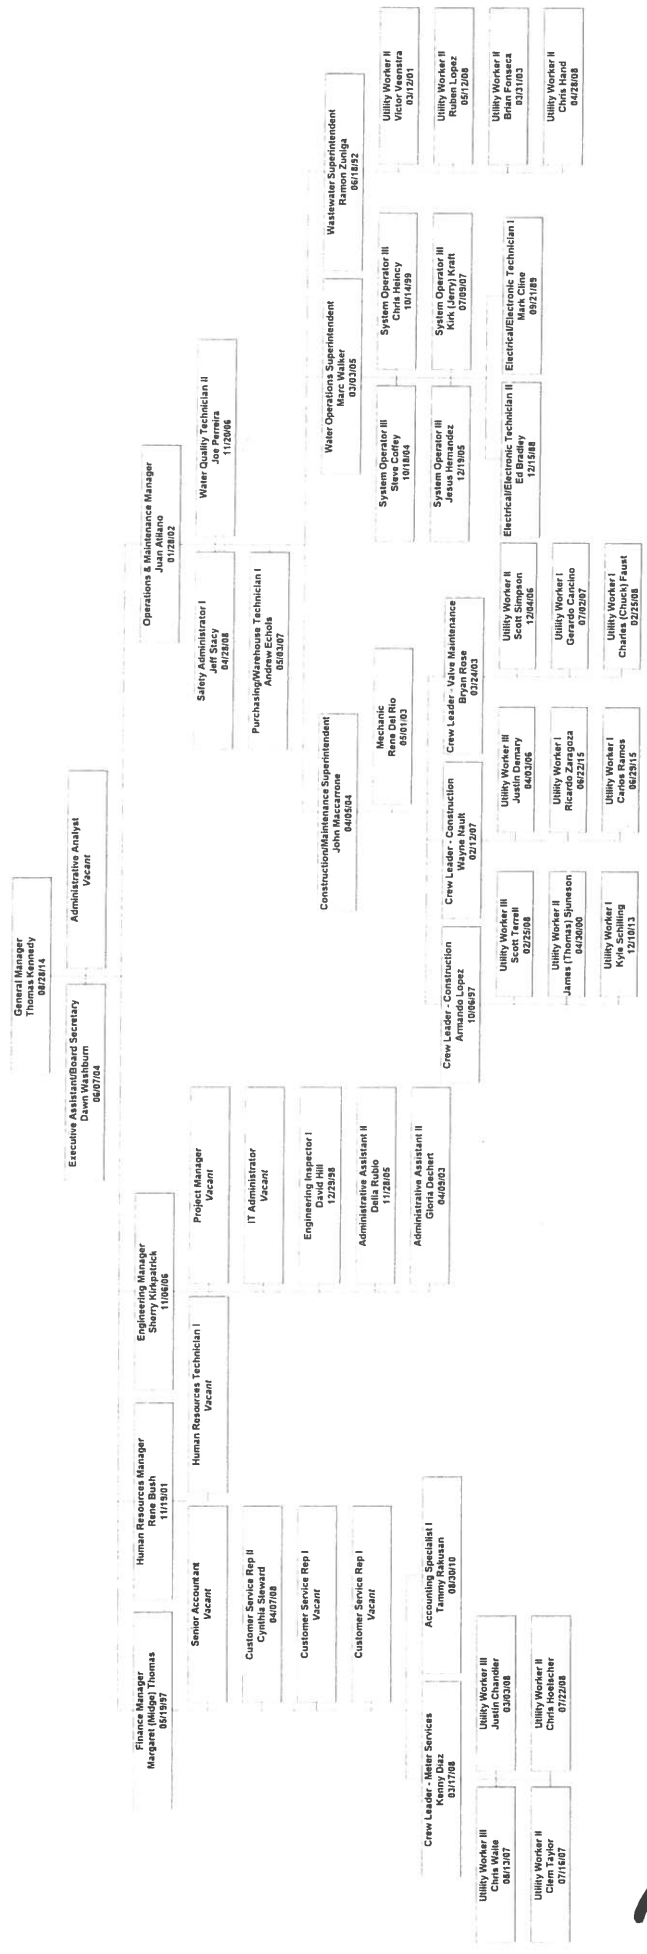 General Manager
Thomas Kennedy
08/28/14
Executive Assistant/Board Secretary
Dawn Washburn
06/07/04
Administrative Analyst
Vacant
Finance Manager
Margaret (Midge) Thomas
05/19/97
Human Resources Manager
Rene Bush
11/19/01
Engineering Manager
Sherry Kirkpatrick
11/06/06
Operations & Maintenance Manager
Juan Atilano
01/28/02
Senior Accountant
Vacant
Customer Service Rep II
Cynthia Steward
04/07/08
Customer Service Rep I
Vacant
Customer Service Rep I
Vacant
Crew Leader - Meter Services
Kenny Diaz
03/17/08
Accounting Specialist I
Tammy Rakusan
08/30/10
Utility Worker III
Chris Waite
08/13/07
Utility Worker III
Justin Chandler
03/03/08
Utility Worker II
Clem Taylor
07/16/07
Utility Worker II
Chris Hoelscher
07/22/08
Human Resources Technician I
Vacant
Project Manager
Vacant
IT Administrator
Vacant
Engineering Inspector I
David Hill
12/29/98
Administrative Assistant II
Delia Rubio
11/28/05
Administrative Assistant II
Gloria Dechert
04/09/03
Safety Administrator I
Jeff Stacy
04/28/08
Water Quality Technician II
Joe Perreira
11/20/06
Purchasing/Warehouse Technician I
Andrew Echols
05/03/07
Construction/Maintenance Superintendent
John Maccarrone
04/05/04
Water Operations Superintendent
Marc Walker
03/03/05
Wastewater Superintendent
Ramon Zuniga
06/18/92
Mechanic
Rene Del Rio
05/01/03
Crew Leader - Construction
Armando Lopez
10/06/97
Crew Leader - Construction
Wayne Nault
02/12/07
Crew Leader - Valve Maintenance
Bryan Rose
03/24/03
Utility Worker III
Scott Terrell
02/25/08
Utility Worker II
James (Thomas) Sjuneson
04/30/00
Utility Worker I
Kyle Schilling
12/10/13
Utility Worker III
Justin Demary
04/03/06
Utility Worker I
Ricardo Zaragoza
06/22/15
Utility Worker I
Carlos Ramos
06/29/15
Utility Worker II
Scott Simpson
12/04/06
Utility Worker I
Gerardo Cancino
07/02/07
Utility Worker I
Charles (Chuck) Faust
02/25/08
System Operator III
Steve Coffey
10/18/04
System Operator III
Chris Heincy
10/14/99
System Operator III
Jesus Hernandez
12/19/05
System Operator III
Kirk (Jerry) Kraft
07/09/07
Electrical/Electronic Technician II
Ed Bradley
12/15/88
Electrical/Electronic Technician I
Mark Cline
09/21/89
Utility Worker II
Victor Veenstra
03/12/01
Utility Worker II
Ruben Lopez
05/12/08
Utility Worker II
Brian Fonseca
03/31/03
Utility Worker II
Chris Hand
04/28/08